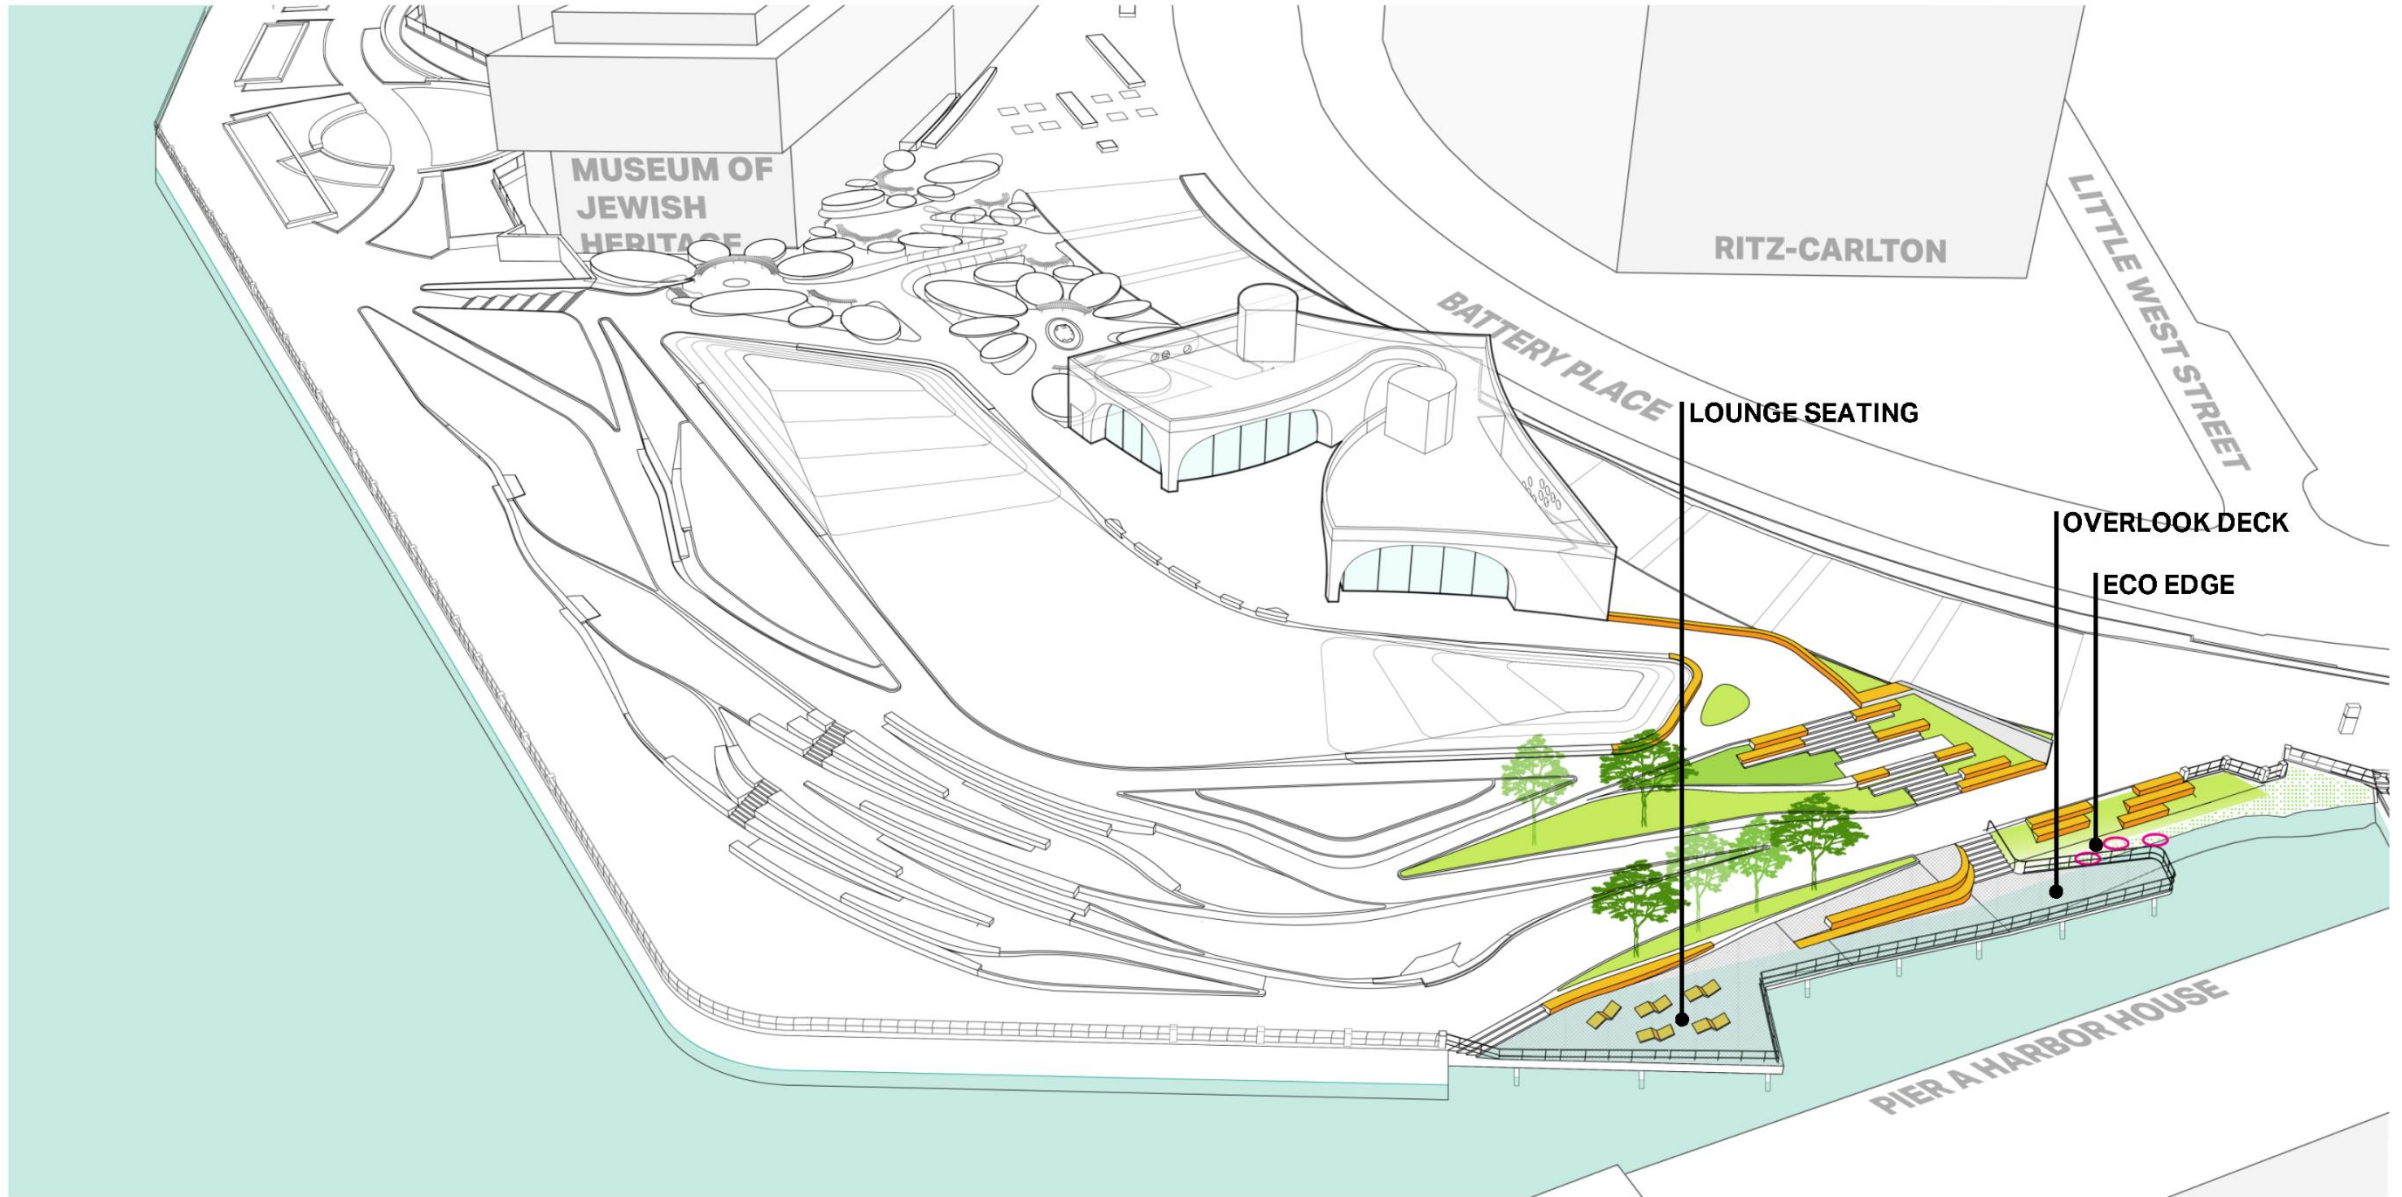 MUSEUM OF
JEWISH
HERITAGE
RITZ-CARLTON
LITTLE WEST STREET
BATTERY PLACE
LOUNGE SEATING
OVERLOOK DECK
ECO EDGE
PIER A HARBOR HOUSE